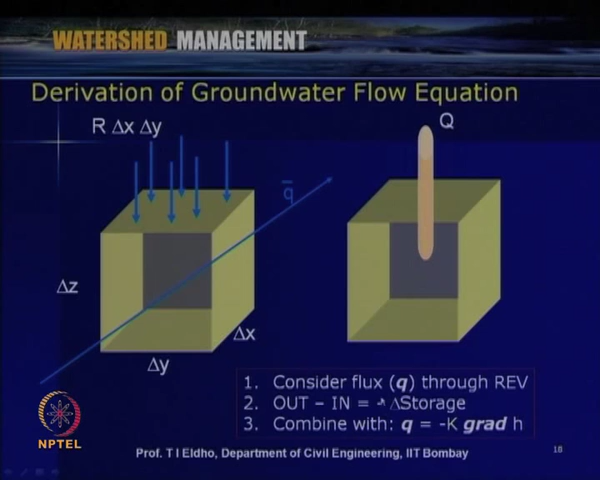 WATERSHED MANAGEMENT
Derivation of Groundwater Flow Equation
R Δx Δy
Q
q
Δz
Δx
Δy
1. Consider flux (q) through REV
2. OUT – IN = - ΔStorage
3. Combine with: q = -K grad h
NPTEL
Prof. T I Eldho, Department of Civil Engineering, IIT Bombay